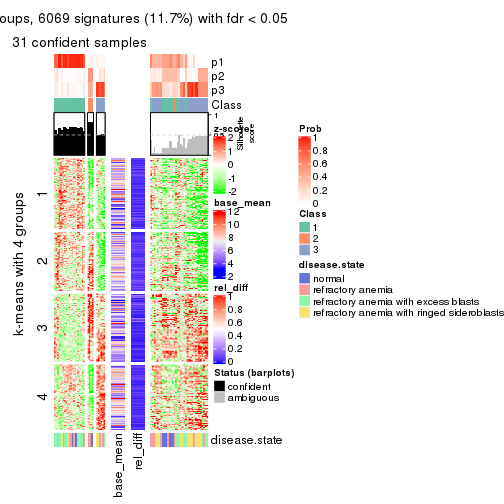 oups, 6069 signatures (11.7%) with fdr < 0.05
31 confident samples
p1
p2
p3
Class
1
Silhouette
score
k-means with 4 groups
1
2
3
4
base_mean
rel_diff
disease.state
z-score
2
1
0
-1
-2
base_mean
12
10
8
6
4
2
rel_diff
1
0.8
0.6
0.4
0.2
0
Status (barplots)
confident
ambiguous
Prob
1
0.8
0.6
0.4
0.2
0
Class
1
2
3
disease.state
normal
refractory anemia
refractory anemia with excess blasts
refractory anemia with ringed sideroblasts